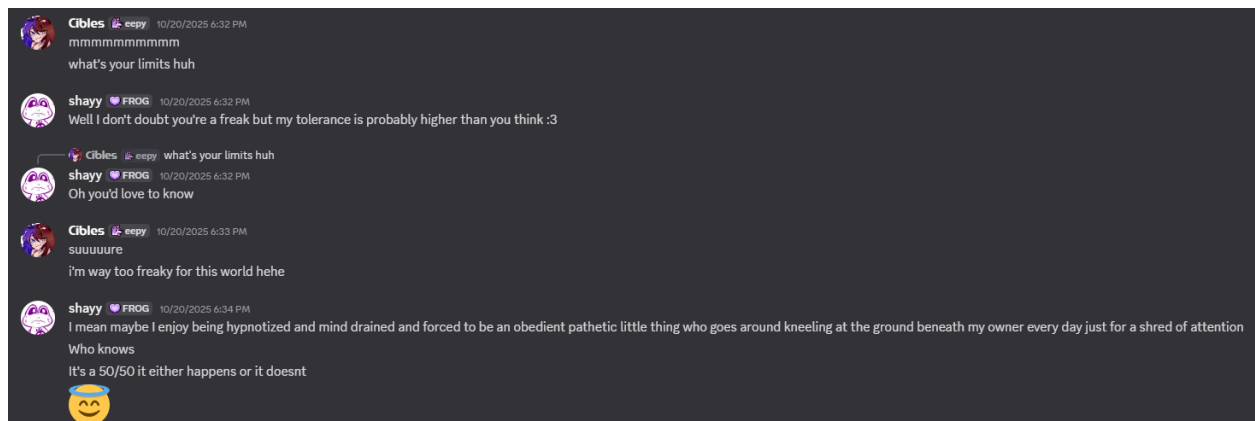 Cibles eepy 10/20/2025 6:32 PM
mmmmmmmmmm
what's your limits huh
shayy FROG 10/20/2025 6:32 PM
Well I don't doubt you're a freak but my tolerance is probably higher than you think :3
Cibles eepy what's your limits huh
shayy FROG 10/20/2025 6:32 PM
Oh you'd love to know
Cibles eepy 10/20/2025 6:33 PM
suuuuure
i'm way too freaky for this world hehe
shayy FROG 10/20/2025 6:34 PM
I mean maybe I enjoy being hypnotized and mind drained and forced to be an obedient pathetic little thing who goes around kneeling at the ground beneath my owner every day just for a shred of attention
Who knows
It's a 50/50 it either happens or it doesnt